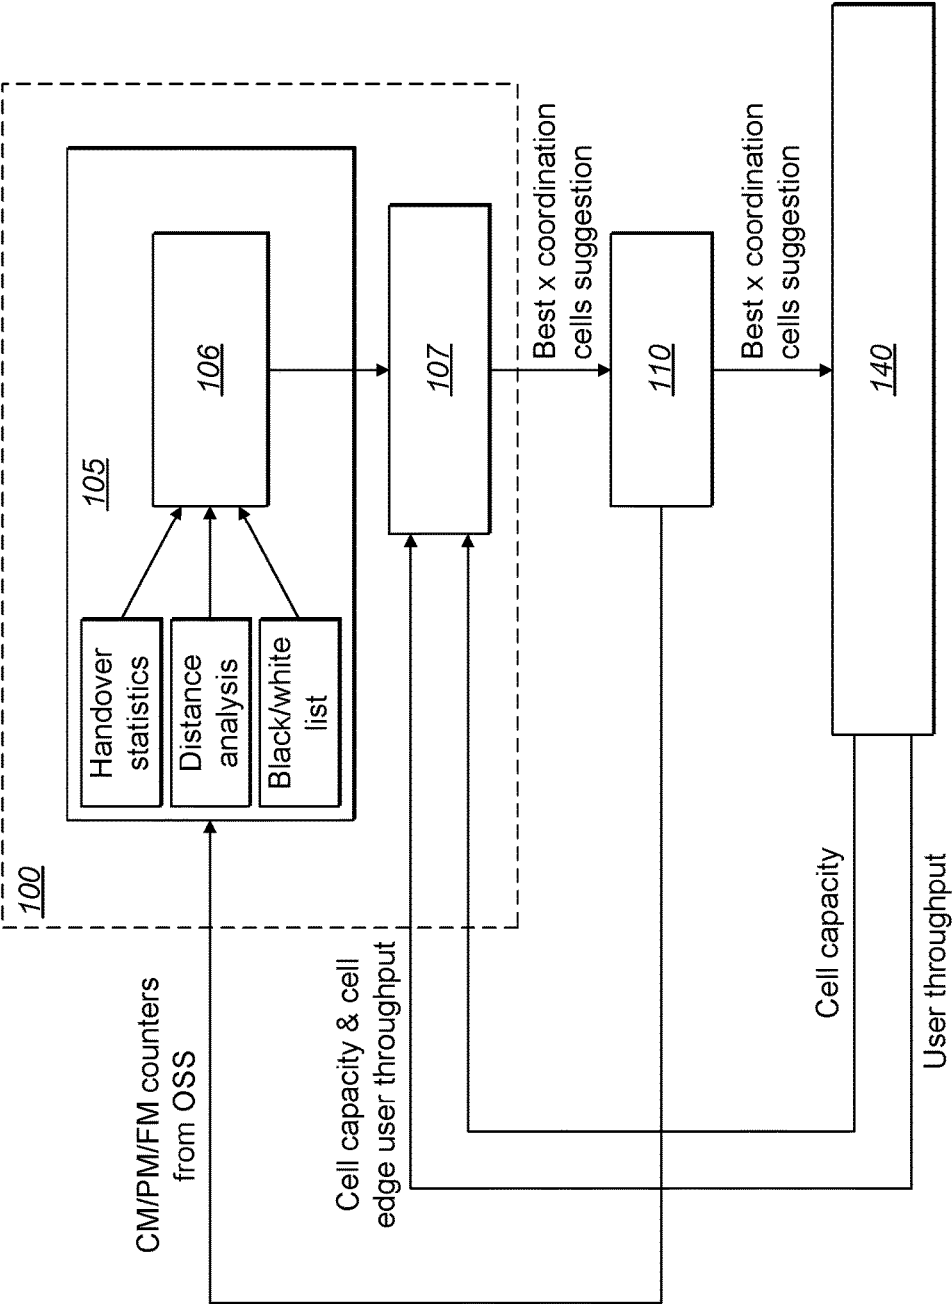 100
105
Handover
statistics
Distance
analysis
Black/white
list
106
107
CM/PM/FM counters
from OSS
Cell capacity & cell
edge user throughput
Best x coordination
cells suggestion
110
Best x coordination
cells suggestion
140
Cell capacity
User throughput